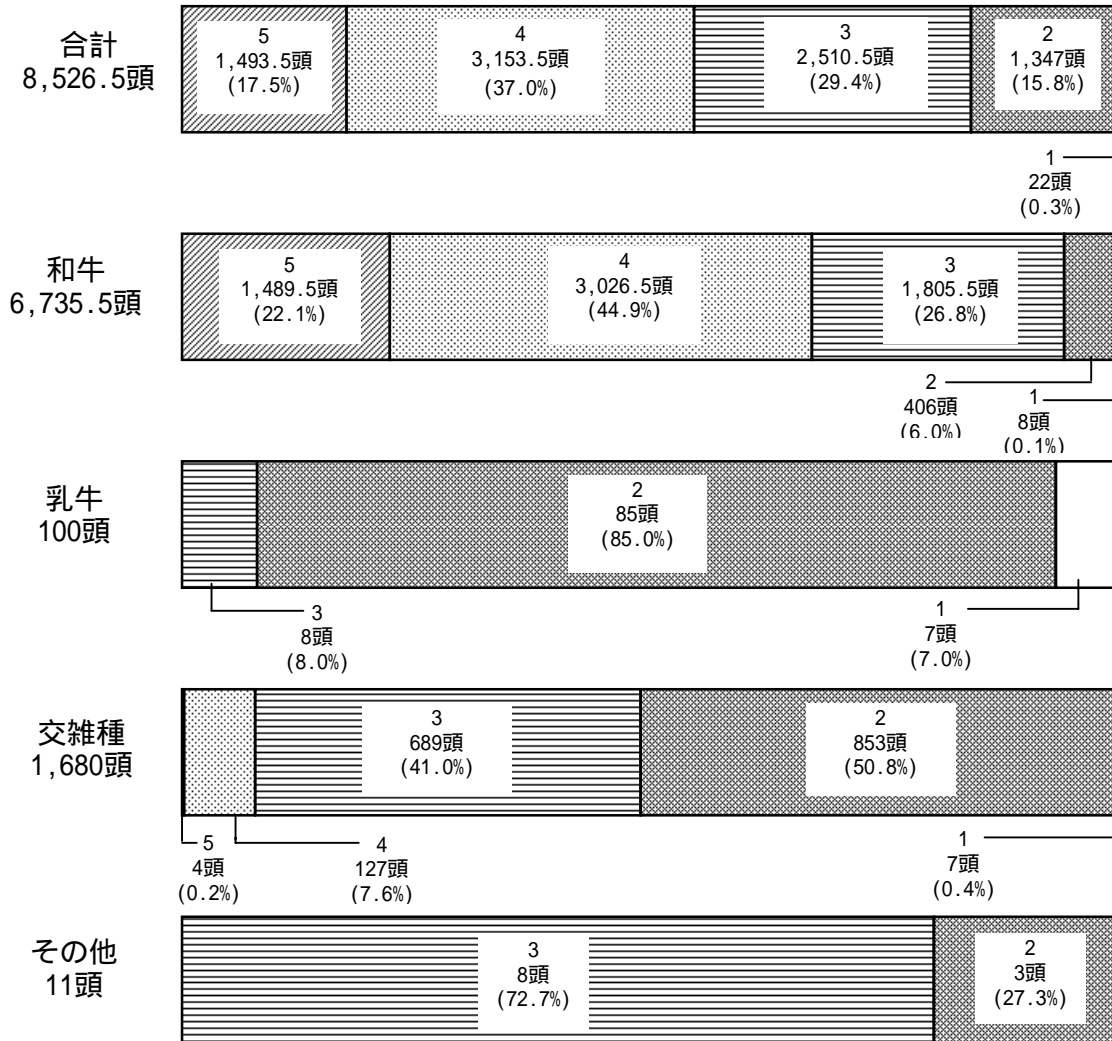 合計
8,526.5頭
5
1,493.5頭
(17.5%)
4
3,153.5頭
(37.0%)
3
2,510.5頭
(29.4%)
2
1,347頭
(15.8%)
1
22頭
(0.3%)
和牛
6,735.5頭
5
1,489.5頭
(22.1%)
4
3,026.5頭
(44.9%)
3
1,805.5頭
(26.8%)
2
406頭
(6.0%)
1
8頭
(0.1%)
乳牛
100頭
2
85頭
(85.0%)
3
8頭
(8.0%)
1
7頭
(7.0%)
交雑種
1,680頭
3
689頭
(41.0%)
2
853頭
(50.8%)
5
4頭
(0.2%)
4
127頭
(7.6%)
1
7頭
(0.4%)
その他
11頭
3
8頭
(72.7%)
2
3頭
(27.3%)